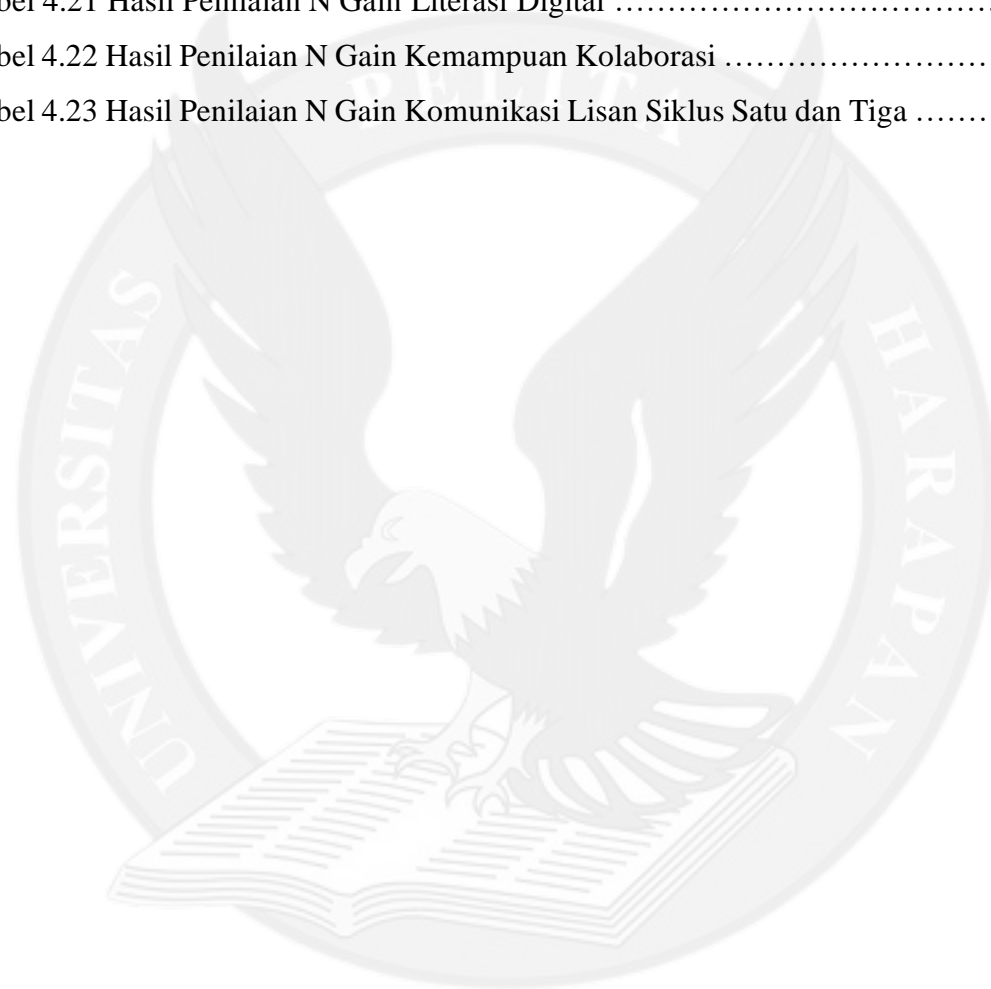 bel 4.21 Hasil Penilaian N Gain Literasi Digital ………………………………
bel 4.22 Hasil Penilaian N Gain Kemampuan Kolaborasi ……………………
bel 4.23 Hasil Penilaian N Gain Komunikasi Lisan Siklus Satu dan Tiga …….
UNIVERSITAS PELITA HARAPAN